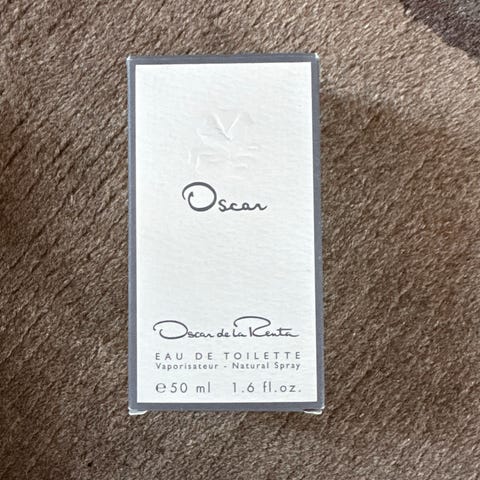 Oscar
Oscar de la Renta
EAU DE TOILETTE
Vaporisateur - Natural Spray
℮ 50 ml 1.6 fl.oz.